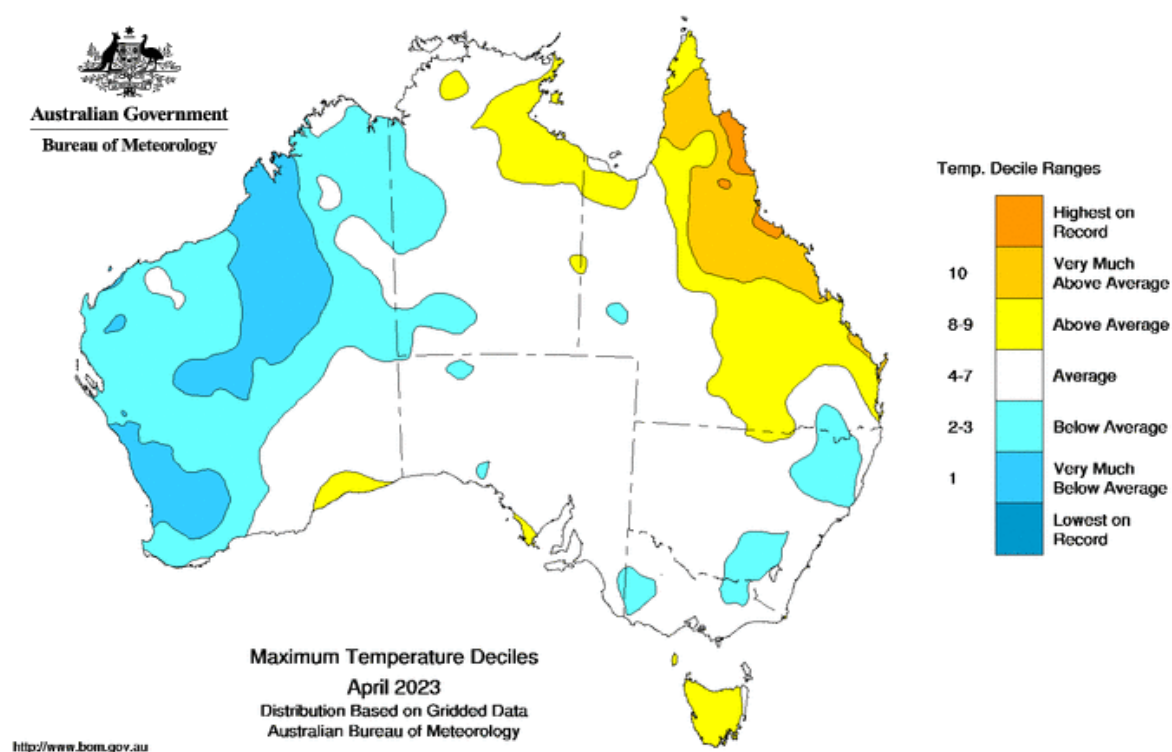 Australian Government
Bureau of Meteorology
Temp. Decile Ranges
Highest on
Record
10
Very Much
Above Average
8-9
Above Average
4-7
Average
2-3
Below Average
1
Very Much
Below Average
Lowest on
Record
Maximum Temperature Deciles
April 2023
Distribution Based on Gridded Data
Australian Bureau of Meteorology
http://www.bom.gov.au